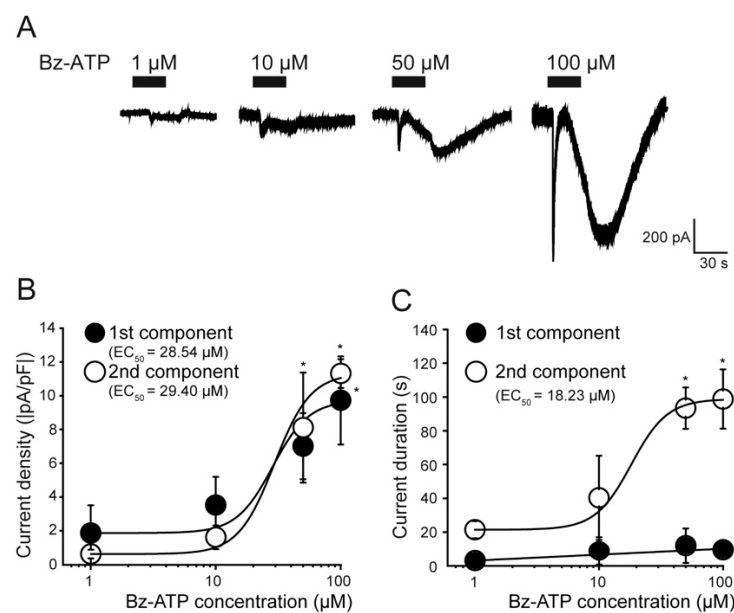 A
Bz-ATP
1 µM
10 µM
50 µM
100 µM
200 pA
30 s
B
1st component
(EC50 = 28.54 µM)
2nd component
(EC50 = 29.40 µM)
Current density (|pA/pF|)
14
12
10
8
6
4
2
0
* * *
1 10 100
Bz-ATP concentration (µM)
C
1st component
2nd component
(EC50 = 18.23 µM)
Current duration (s)
140
120
100
80
60
40
20
0
* *
1 10 100
Bz-ATP concentration (µM)